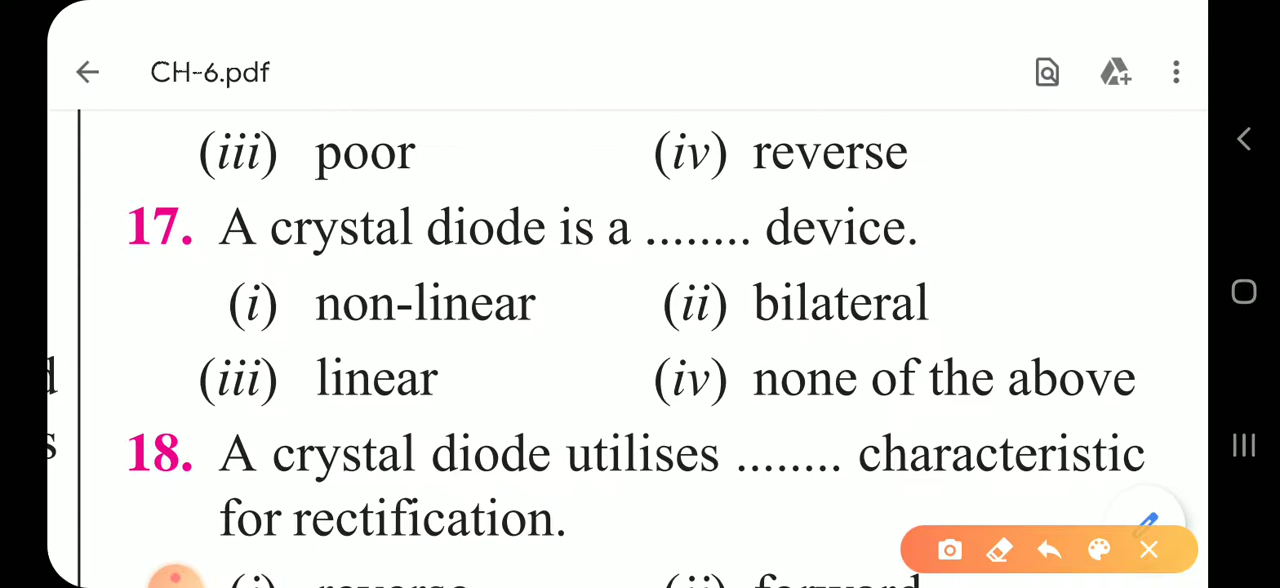 CH-6.pdf
(iii) poor (iv) reverse
17. A crystal diode is a ........ device.
(i) non-linear (ii) bilateral
(iii) linear (iv) none of the above
18. A crystal diode utilises ........ characteristic
for rectification.